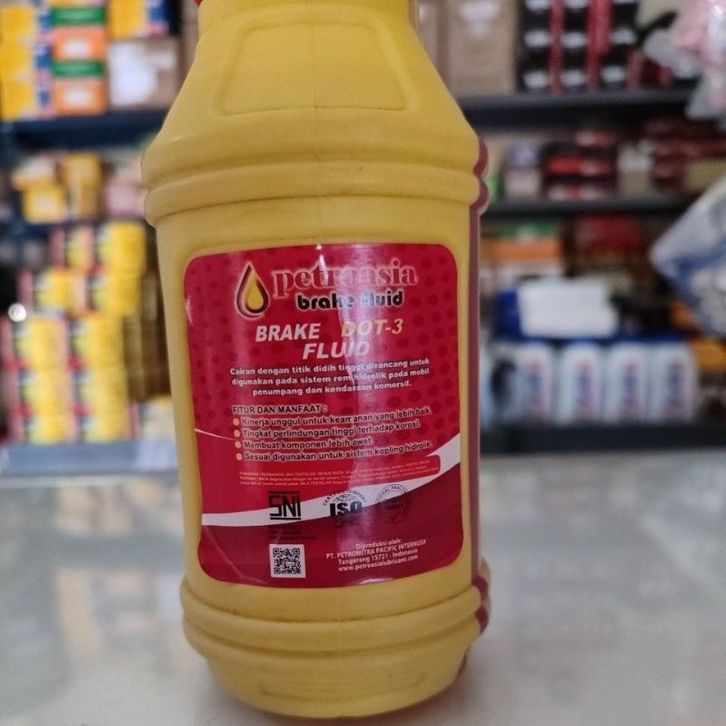 petroasia
brake fluid
BRAKE DOT-3
FLUID
Cairan dengan titik didih tinggi dirancang untuk
digunakan pada sistem rem hidrolik pada mobil
penumpang dan kendaraan komersil.
FITUR DAN MANFAAT :
Kinerja unggul untuk keamanan yang lebih baik
Tingkat perlindungan tinggi terhadap korosi.
Membuat komponen lebih awet.
Sesuai digunakan untuk sistem kopling hidrolik.
SNI
ISO
Diproduksi oleh:
PT. PETROMITRA PACIFIC INTERNUSA
Tangerang 15721 - Indonesia
www.petroasialubricant.com